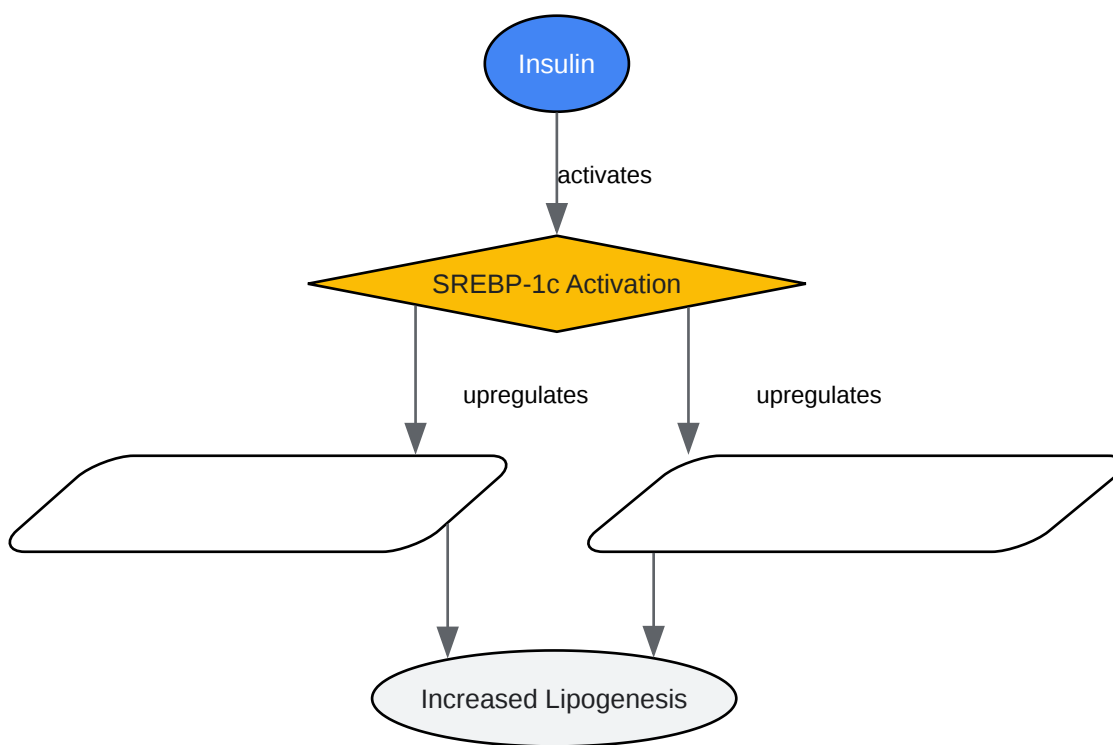 Insulin
activates
SREBP-1c Activation
upregulates
upregulates
Increased Lipogenesis